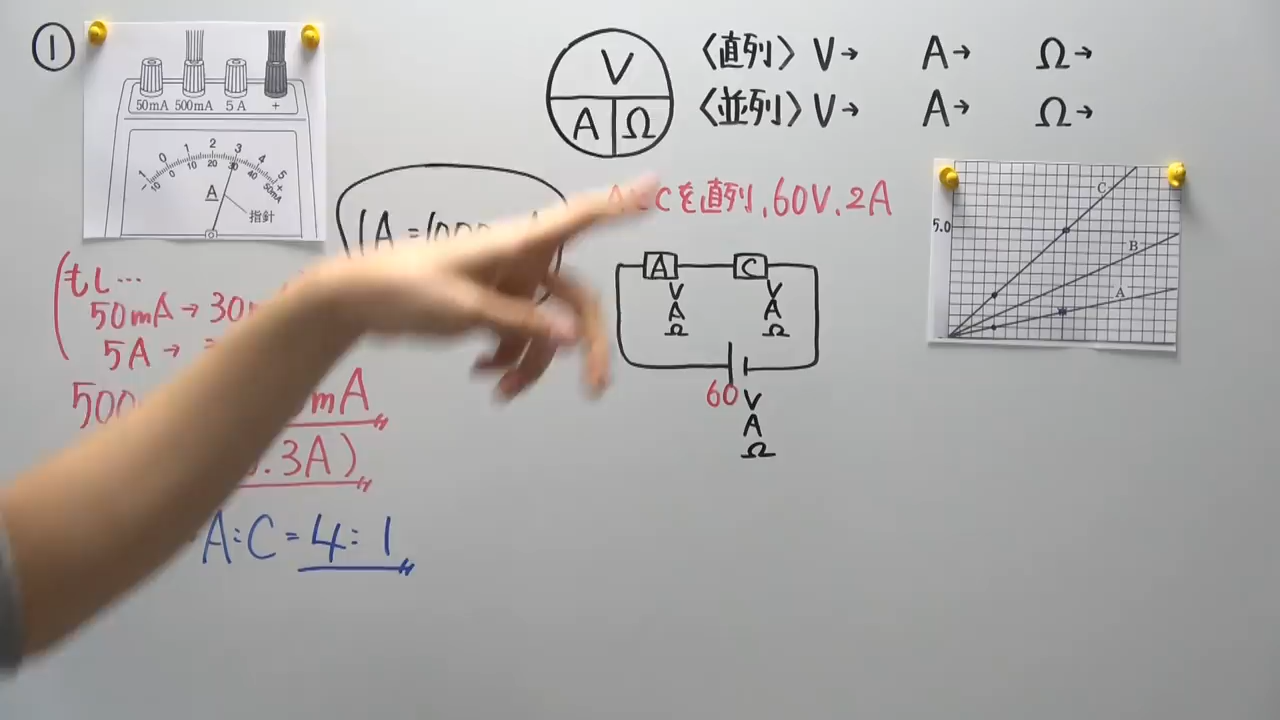 ①
50mA 500mA 5A +
-1 0 1 2 3 4 5
-10 0 10 20 30 40 50mA
A
指針
V
A Ω
〈直列〉V→ A→ Ω→
〈並列〉V→ A→ Ω→
Cを直列、60V、2A
1A=100
もし…
50mA→30
5A→
500
mA
.3A)
A:C=4:1
A C
V V
A A
Ω Ω
60V
A
Ω
5.0
C
B
A